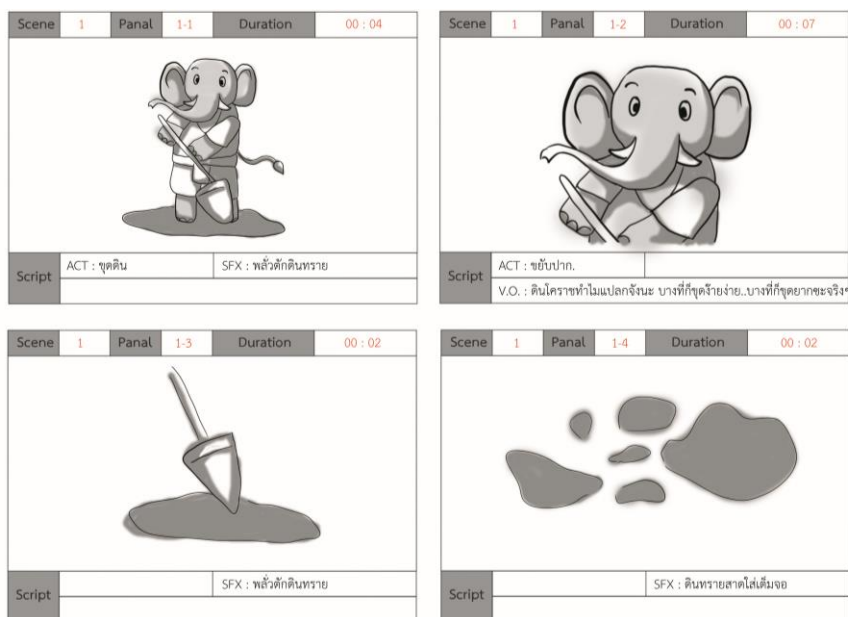 Scene 1 Panal 1-1 Duration 00 : 04
Script
ACT : ขุดดิน SFX : พลั่วตักดินทราย
Scene 1 Panal 1-2 Duration 00 : 07
Script
ACT : ขยับปาก.
V.O. : ดินโคราชทำไมแปลกจังนะ บางที่ก็ขุดง๊ายง่าย..บางที่ก็ขุดยากซะจริงๆ
Scene 1 Panal 1-3 Duration 00 : 02
Script
SFX : พลั่วตักดินทราย
Scene 1 Panal 1-4 Duration 00 : 02
Script
SFX : ดินทรายสาดใส่เต็มจอ